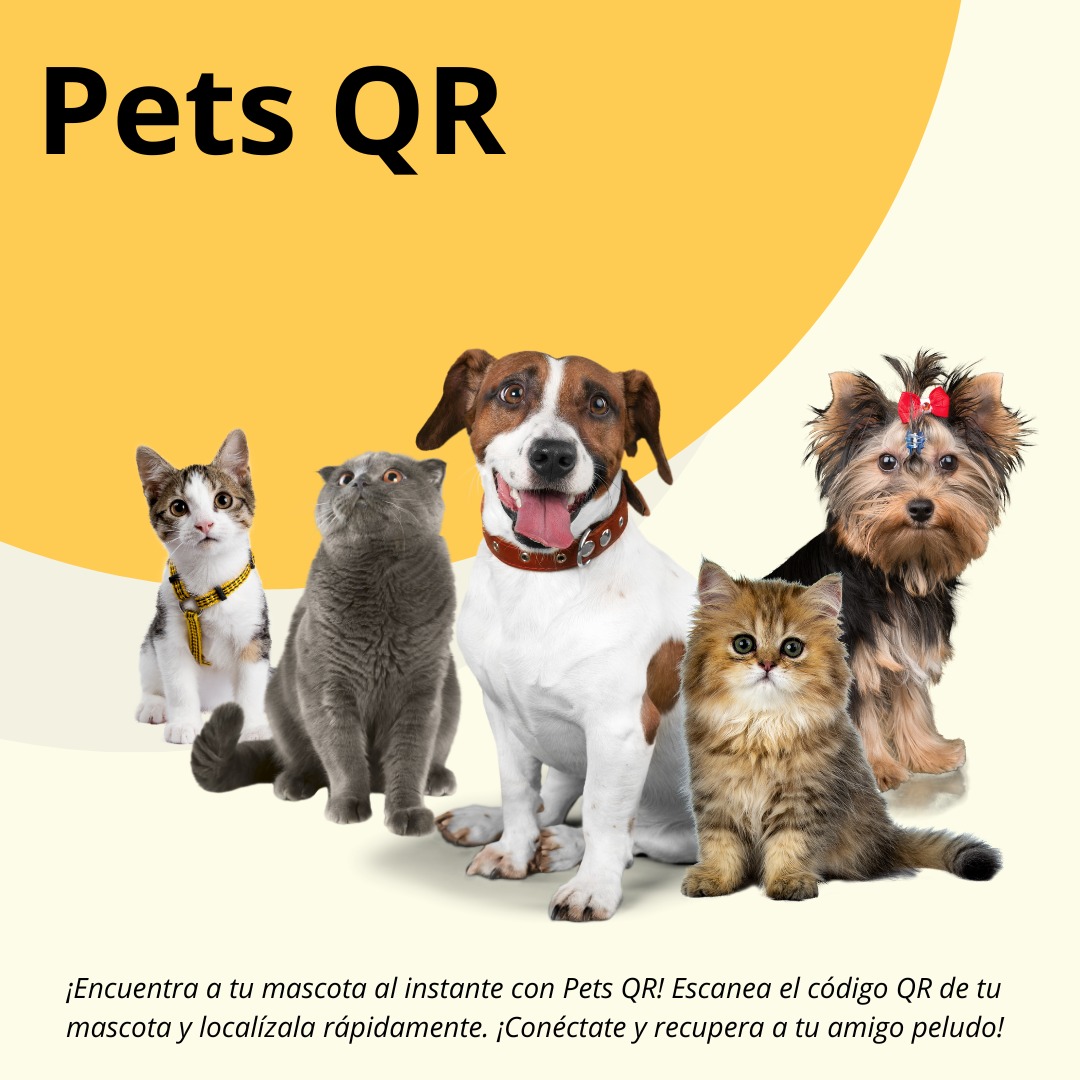 Pets QR
¡Encuentra a tu mascota al instante con Pets QR! Escanea el código QR de tu
mascota y localízala rápidamente. ¡Conéctate y recupera a tu amigo peludo!